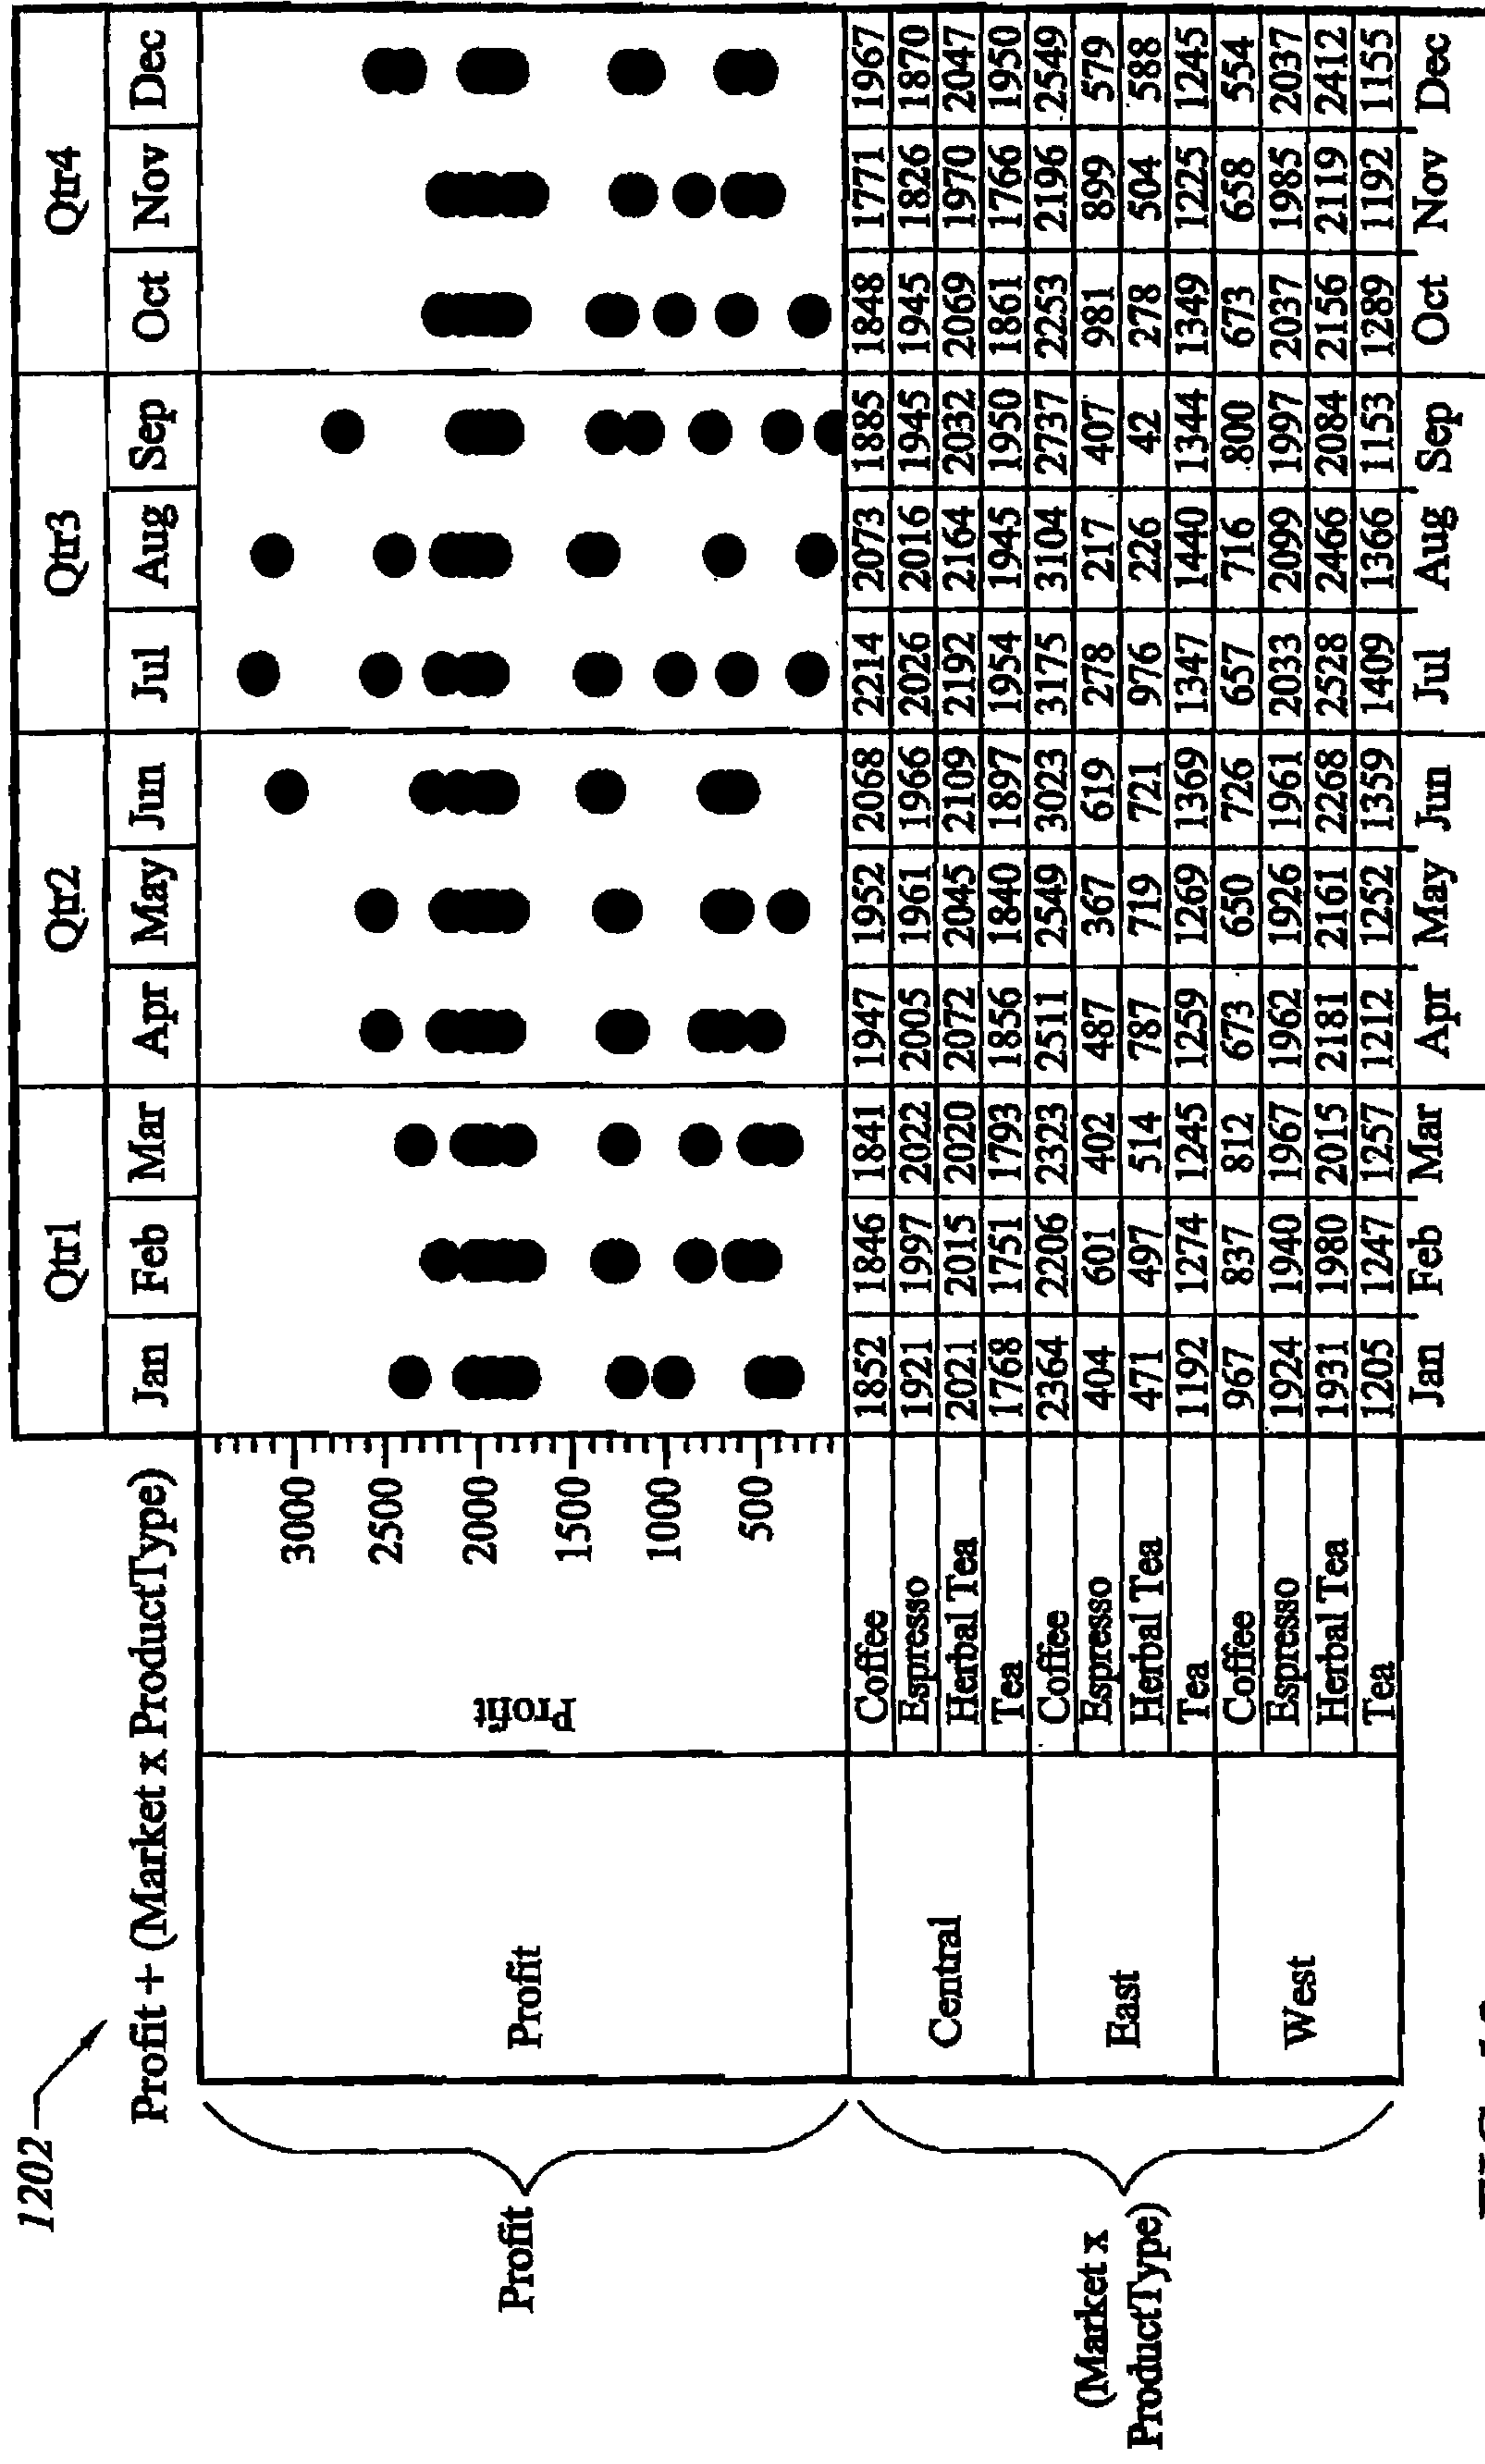 1202
Profit + (Market x ProductType)
Qtr1 Qtr2 Qtr3 Qtr4
Jan Feb Mar Apr May Jun Jul Aug Sep Oct Nov Dec
Profit
Profit
Profit
3000
2500
2000
1500
1000
500
(Market x
ProductType)
Central
Coffee 1852 1846 1841 1947 1952 2068 2214 2073 1885 1848 1771 1967
Espresso 1921 1997 2022 2005 1961 1966 2026 2016 1945 1945 1826 1870
Herbal Tea 2021 2015 2020 2072 2045 2109 2192 2164 2032 2069 1970 2047
Tea 1768 1751 1793 1856 1840 1897 1954 1945 1950 1861 1766 1950
East
Coffee 2364 2206 2323 2511 2549 3023 3175 3104 2737 2253 2196 2549
Espresso 404 601 402 487 367 619 278 217 407 981 899 579
Herbal Tea 471 497 514 787 719 721 976 226 42 278 504 588
Tea 1192 1274 1245 1259 1269 1369 1347 1440 1344 1349 1225 1245
West
Coffee 967 837 812 673 650 726 657 716 800 673 658 554
Espresso 1924 1940 1967 1962 1926 1961 2033 2099 1997 2037 1985 2037
Herbal Tea 1931 1980 2015 2181 2161 2268 2528 2466 2084 2156 2119 2412
Tea 1205 1247 1257 1212 1252 1359 1409 1366 1153 1289 1192 1155
Jan Feb Mar Apr May Jun Jul Aug Sep Oct Nov Dec